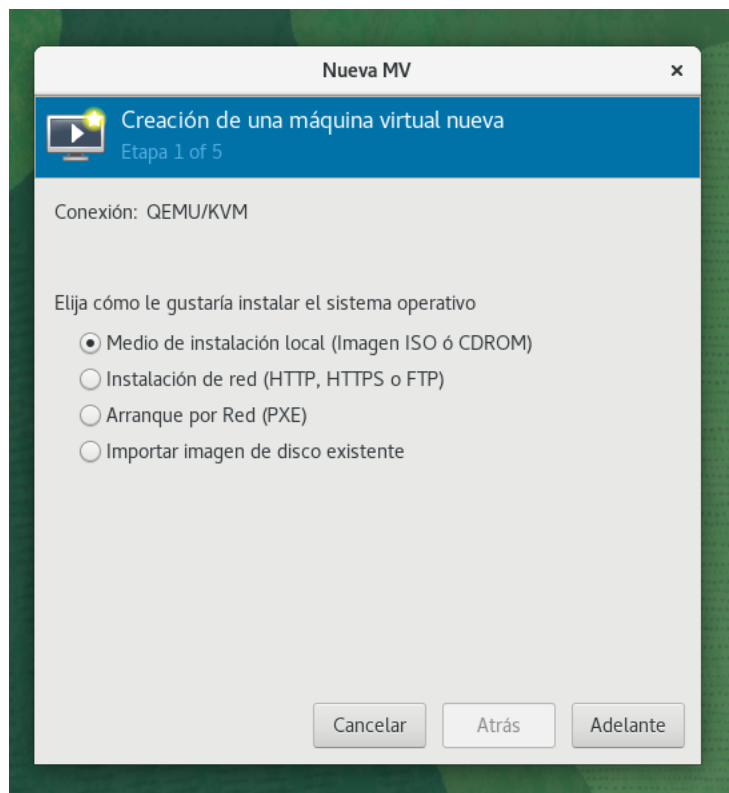 Nueva MV
Creación de una máquina virtual nueva
Etapa 1 of 5
Conexión: QEMU/KVM
Elija cómo le gustaría instalar el sistema operativo
Medio de instalación local (Imagen ISO ó CDROM)
Instalación de red (HTTP, HTTPS o FTP)
Arranque por Red (PXE)
Importar imagen de disco existente
Cancelar Atrás Adelante